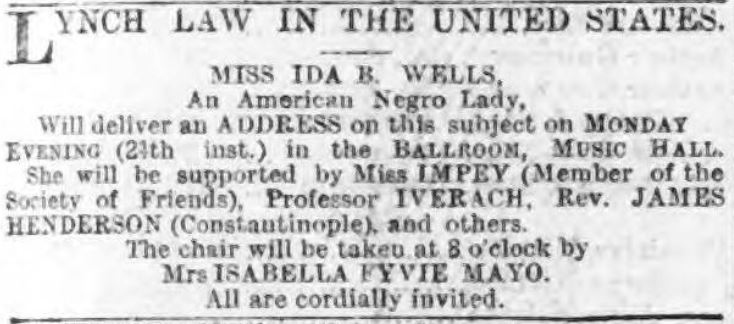 LYNCH LAW IN THE UNITED STATES.
MISS IDA B. WELLS,
An American Negro Lady,
Will deliver an ADDRESS on this subject on MONDAY
EVENING (24th inst.) in the BALLROOM, MUSIC HALL.
She will be supported by Miss IMPEY (Member of the
Society of Friends), Professor IVERACH, Rev. JAMES
HENDERSON (Constantinople), and others.
The chair will be taken at 8 o'clock by
Mrs ISABELLA FYVIE MAYO.
All are cordially invited.